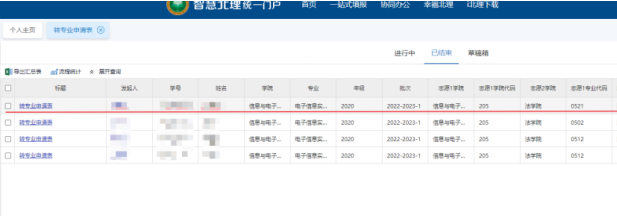 智慧北理统一门户 首页 一站式填报 协同办公 幸福北理 i北理下载
个人主页 转专业申请表
进行中 已结束 草稿箱
导出汇总表 流程统计 展开查询
标题 发起人 学号 姓名 学院 专业 年级 批次 志愿1学院 志愿1学院代码 志愿2学院 志愿1专业代码
转专业申请表 信息与电子... 电子信息实... 2020 2022-2023-1 信息与电子... 205 法学院 0521
转专业申请表 信息与电子... 电子信息实... 2020 2022-2023-1 信息与电子... 205 法学院 0502
转专业申请表 信息与电子... 电子信息实... 2020 2022-2023-1 信息与电子... 205 法学院 0512
转专业申请表 信息与电子... 电子信息实... 2020 2022-2023-1 信息与电子... 205 法学院 0512